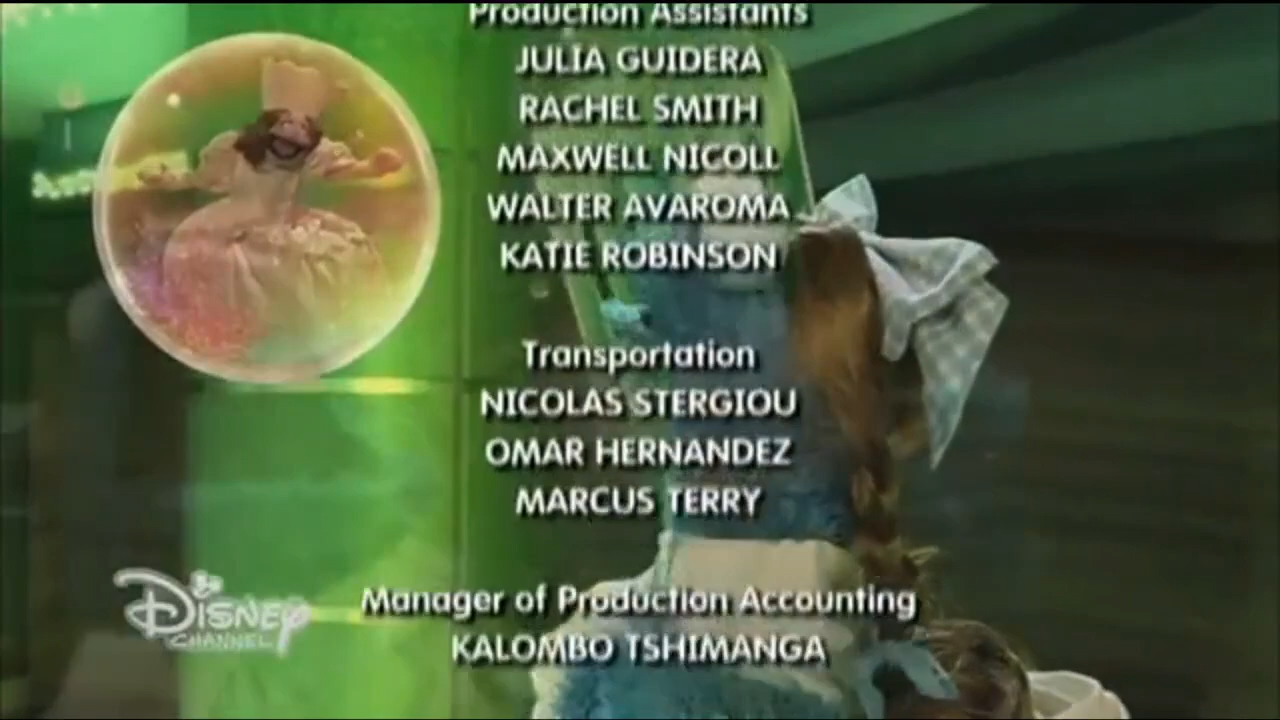 Production Assistants
JULIA GUIDERA
RACHEL SMITH
MAXWELL NICOLL
WALTER AVAROMA
KATIE ROBINSON
Transportation
NICOLAS STERGIOU
OMAR HERNANDEZ
MARCUS TERRY
Manager of Production Accounting
KALOMBO TSHIMANGA
DISNEY
CHANNEL